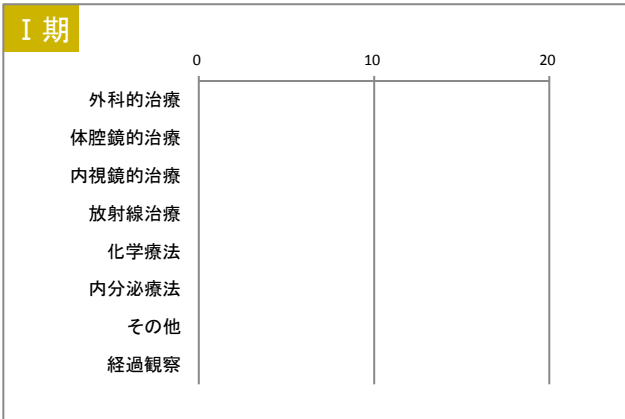 Ⅰ期
0 10 20
外科的治療
体腔鏡的治療
内視鏡的治療
放射線治療
化学療法
内分泌療法
その他
経過観察